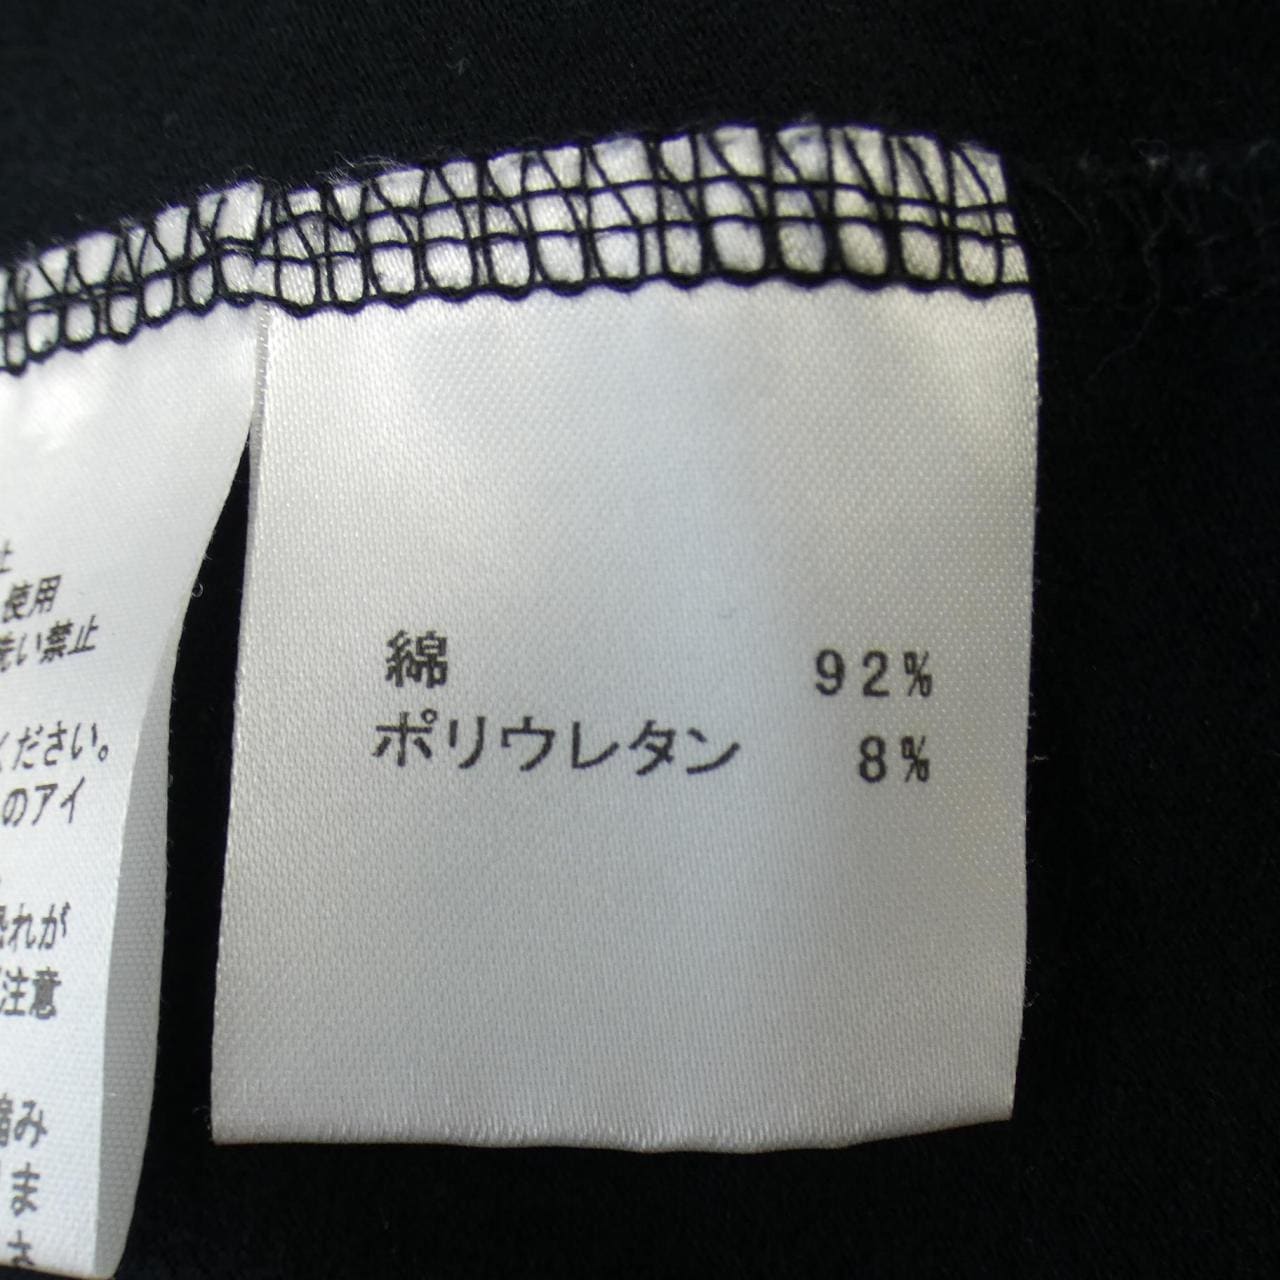 使用
洗い禁止
ください。
のアイ
恐れが
注意
縮み
ま
綿 92%
ポリウレタン 8%